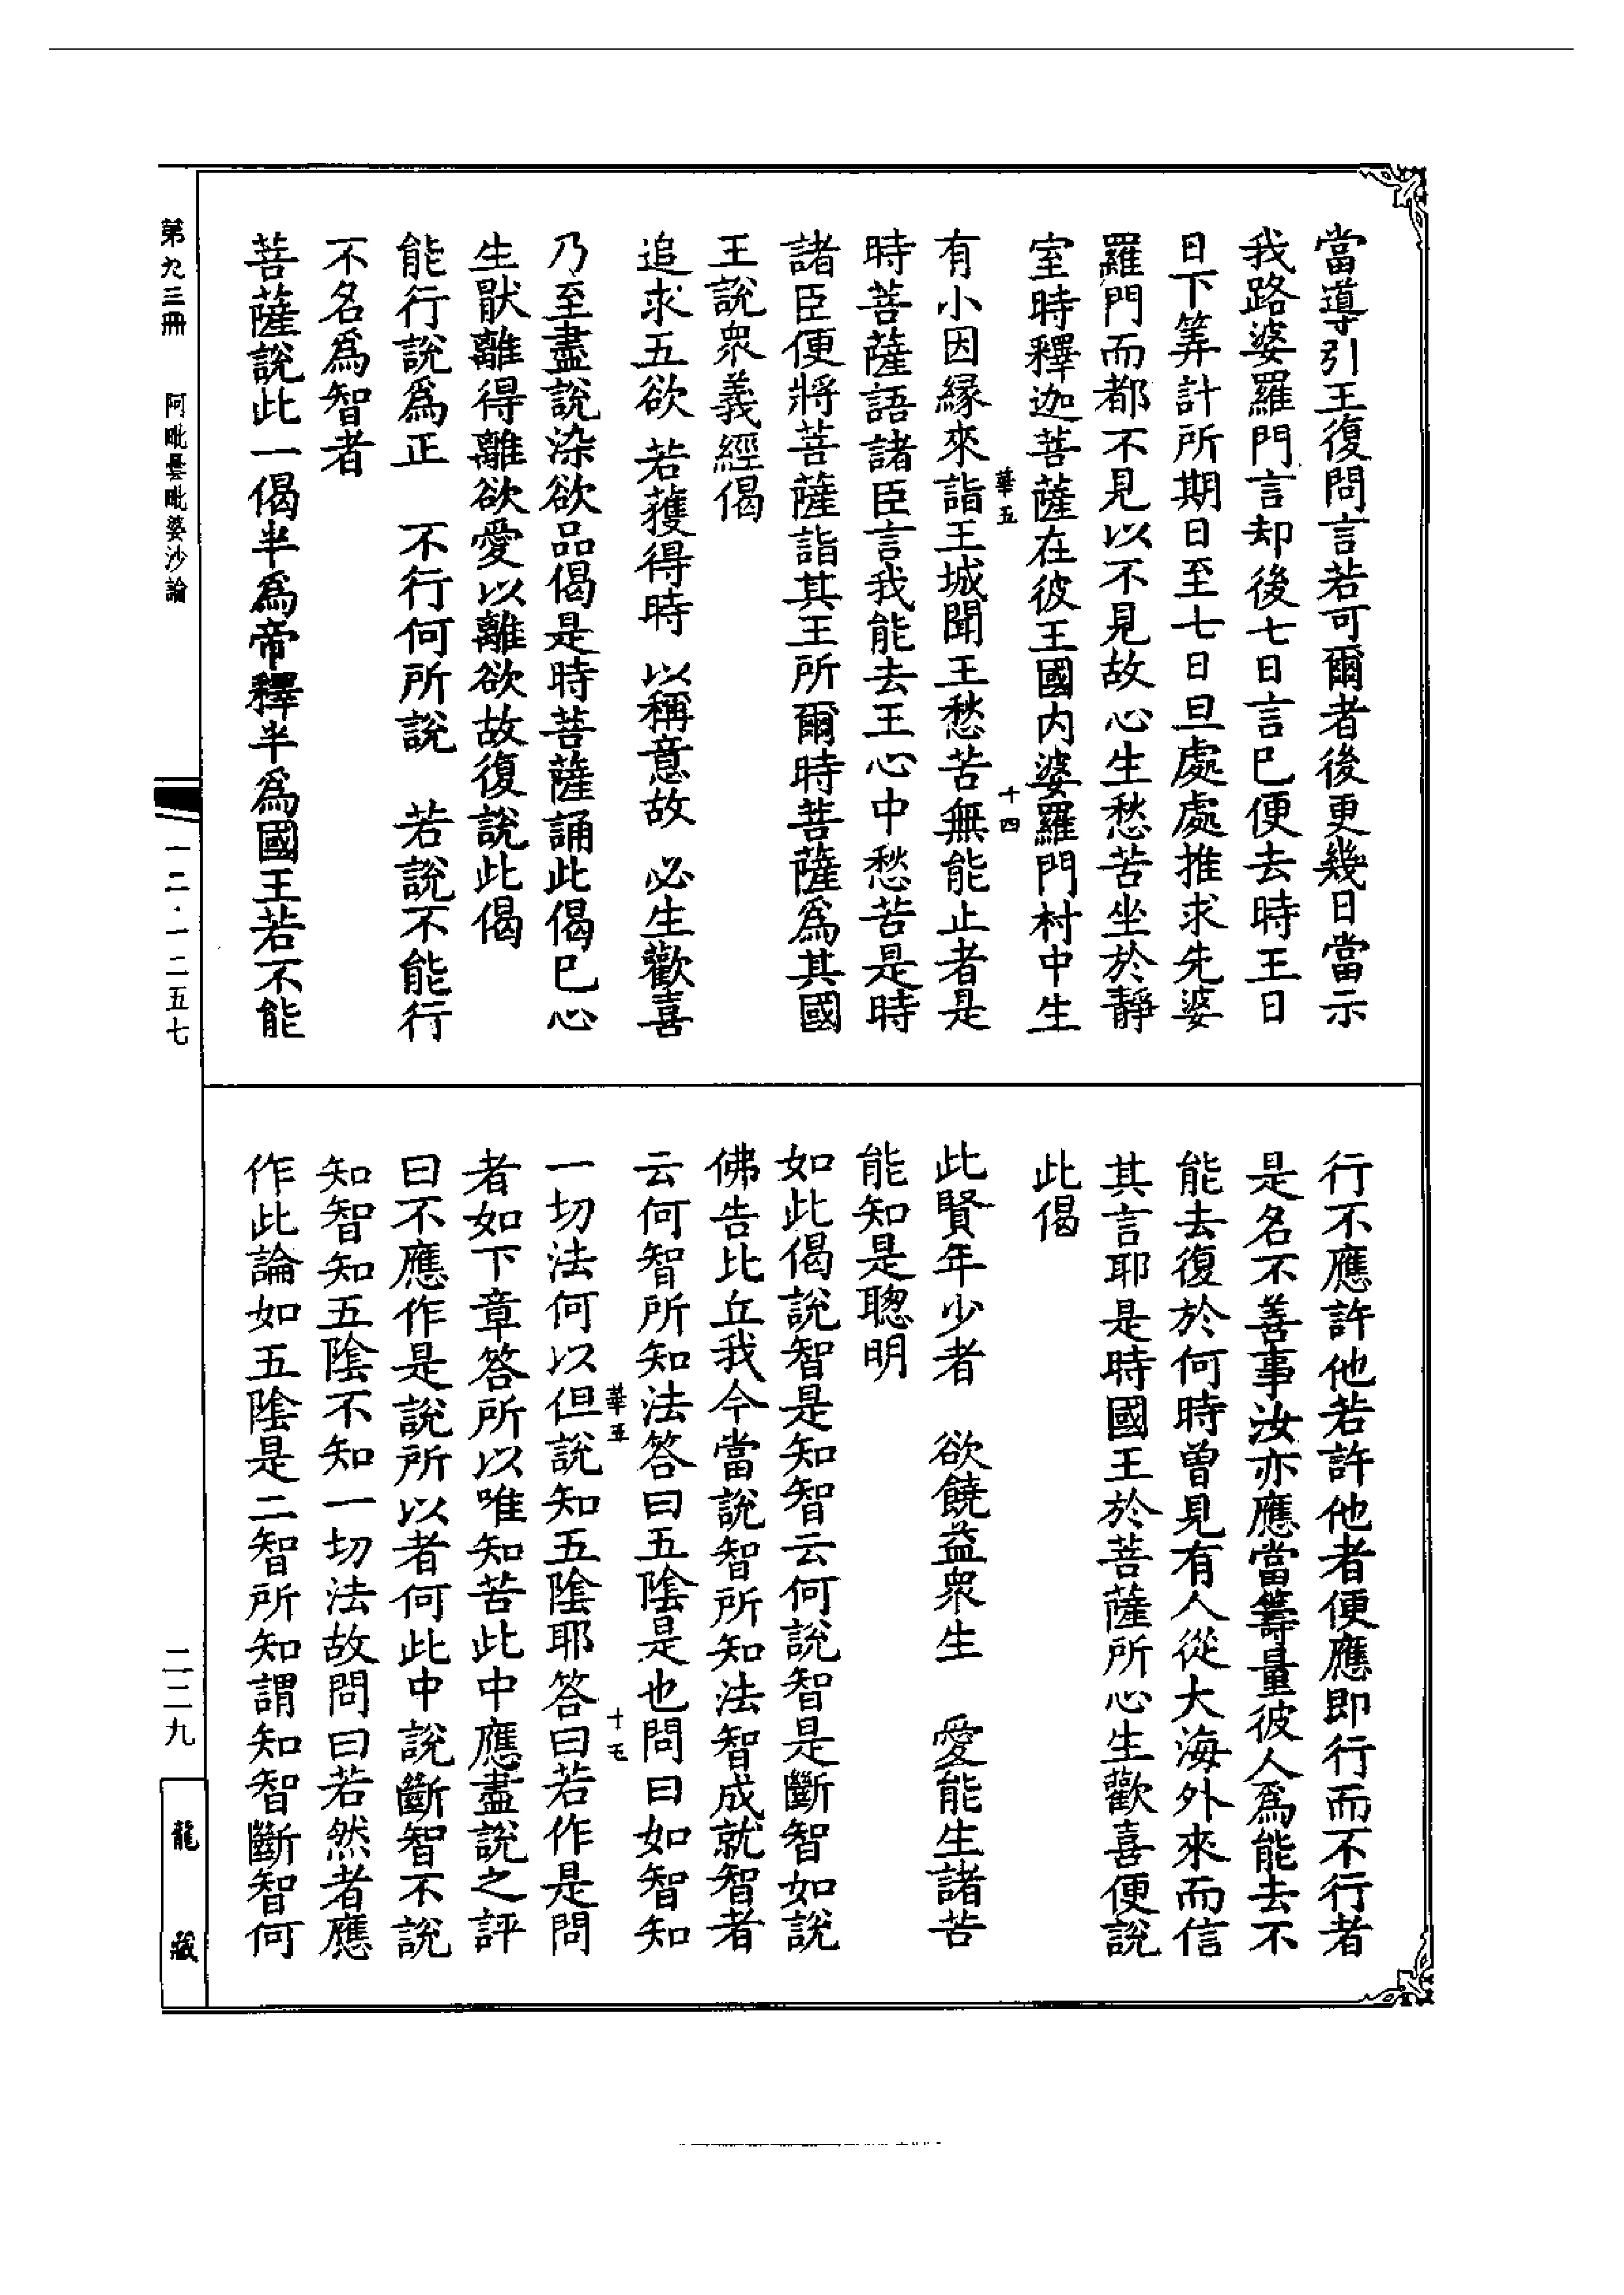 當導引王復問言若可爾者後更幾日當示
我路婆羅門言却後七日言已便去時王日
日下筭計所期日至七日旦處處推求先婆
羅門而都不見以不見故心生愁苦坐於靜
室時釋迦菩薩在彼王國内婆羅門村中生
華五 十四
有小因緣來詣王城聞王愁苦無能止者是
時菩薩語諸臣言我能去王心中愁苦是時
諸臣便將菩薩詣其王所爾時菩薩爲其國
王說衆義經偈
追求五欲 若獲得時 以稱意故 必生歡喜
乃至盡說染欲品偈是時菩薩誦此偈已心
生猒離得離欲愛以離欲故復說此偈
能行說爲正 不行何所說 若說不能行
不名爲智者
菩薩說此一偈半爲帝釋半爲國王若不能
行不應許他若許他者便應即行而不行者
是名不善事汝亦應當籌量彼人爲能去不
能去復於何時曾見有人從大海外來而信
其言耶是時國王於菩薩所心生歡喜便說
此偈
此賢年少者 欲饒益衆生 愛能生諸苦
能知是聰明
如此偈說智是知智云何說智是斷智如說
佛告比丘我今當說智所知法智成就智者
云何智所知法答曰五陰是也問曰如智知
華五 十五
一切法何以但說知五陰耶答曰若作是問
者如下章答所以唯知苦此中應盡說之評
曰不應作是說所以者何此中說斷智不說
知智知五陰不知一切法故問曰若然者應
作此論如五陰是二智所知謂知智斷智何
第九三冊 阿毗曇毗婆沙論
一二·一二五七
二二九
龍藏